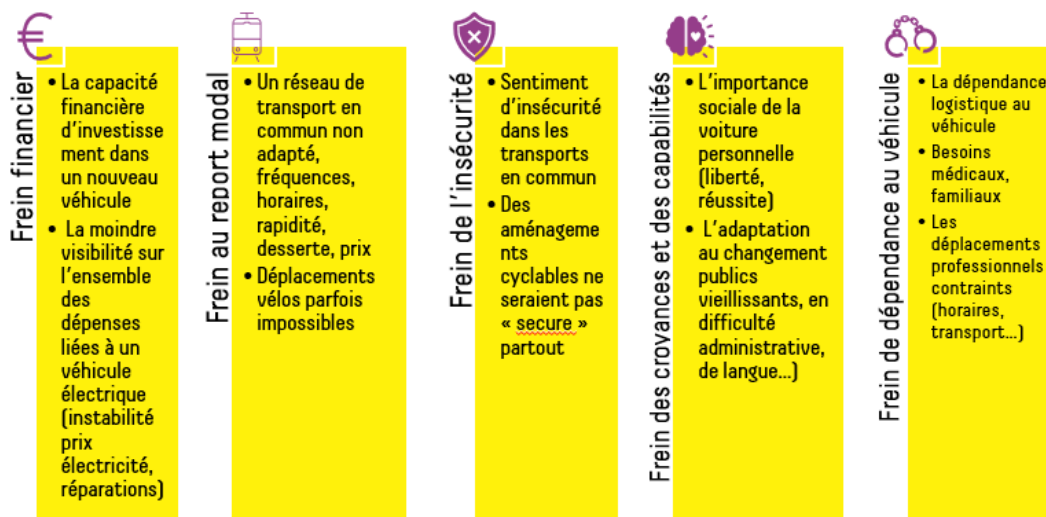 €
Frein financier
• La capacité
financière
d'investisse
ment dans
un nouveau
véhicule
• La moindre
visibilité sur
l'ensemble
des
dépenses
liées à un
véhicule
électrique
(instabilité
prix
électricité,
réparations)
Frein au report modal
• Un réseau de
transport en
commun non
adapté,
fréquences,
horaires,
rapidité,
desserte, prix
• Déplacements
vélos parfois
impossibles
Frein de l'insécurité
• Sentiment
d'insécurité
dans les
transports
en commun
• Des
aménageme
nts
cyclables ne
seraient pas
« secure »
partout
Frein des croyances et des capabilités
• L'importance
sociale de la
voiture
personnelle
(liberté,
réussite)
• L'adaptation
au changement
publics
vieillissants, en
difficulté
administrative,
de langue...)
Frein de dépendance au véhicule
• La dépendance
logistique au
véhicule
• Besoins
médicaux,
familiaux
• Les
déplacements
professionnels
contraints
(horaires,
transport...)